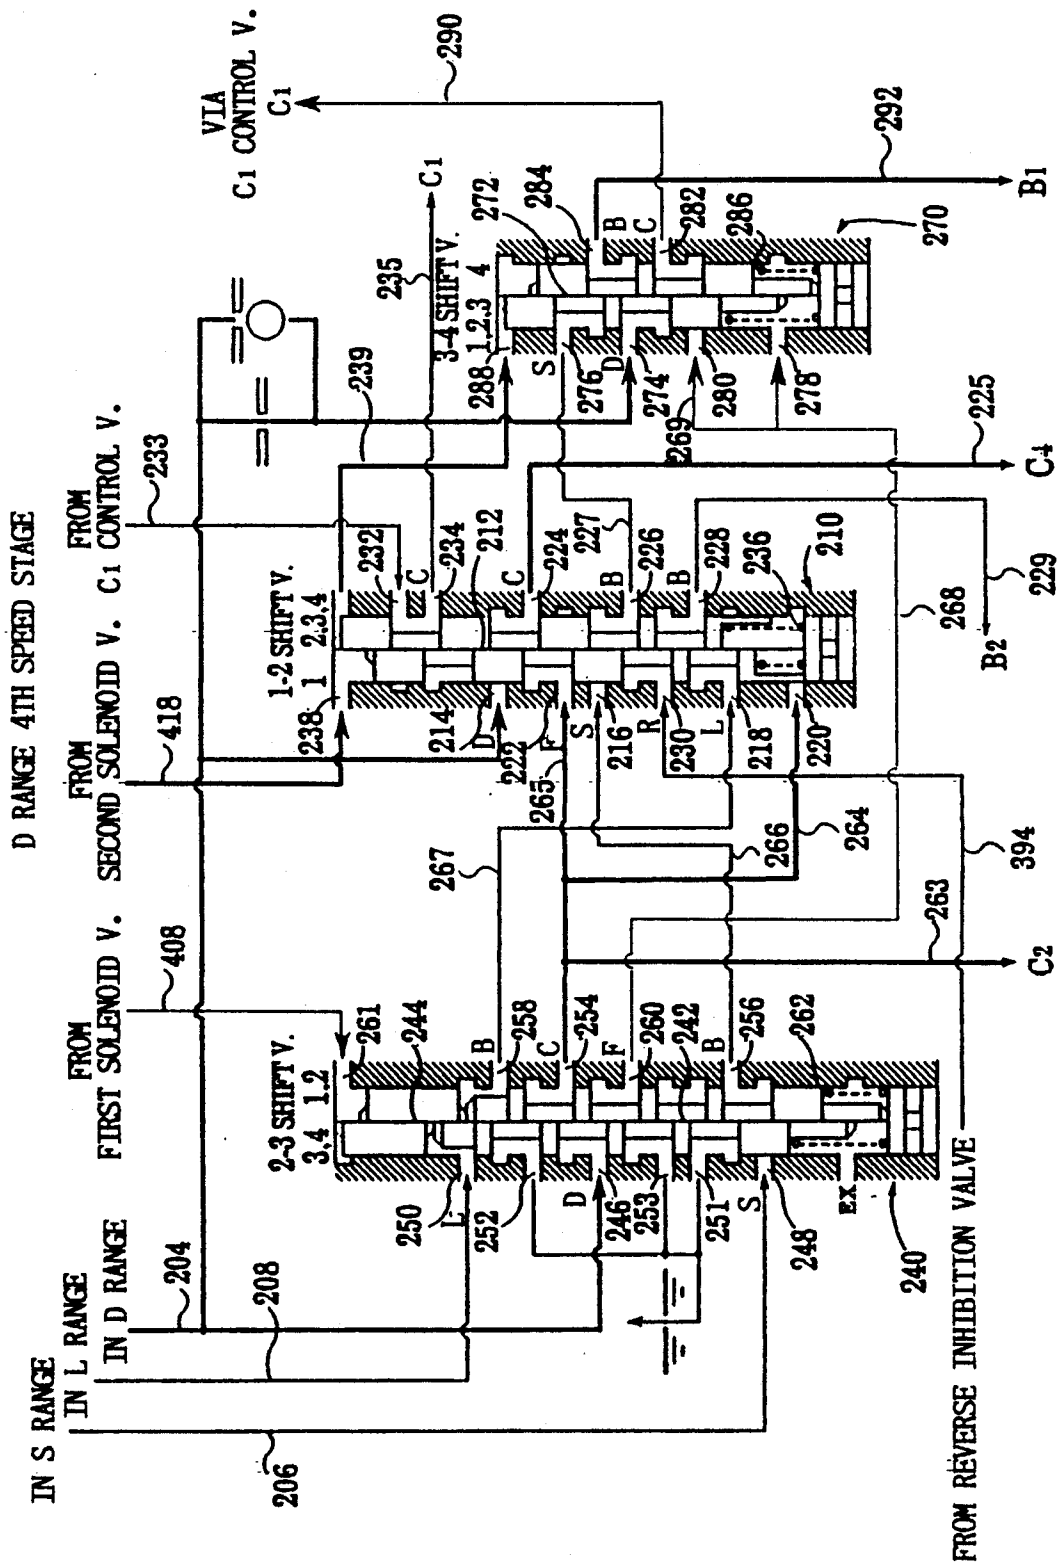 D RANGE 4TH SPEED STAGE
IN S RANGE
IN L RANGE
IN D RANGE
204
208
206
FROM
FIRST SOLENOID V.
408
FROM
SECOND SOLENOID V.
418
FROM
C1 CONTROL V.
233
VIA
C1 CONTROL V.
C1
290
2-3 SHIFT V.
3,4
1,2
261
244
B
258
C
254
F
260
242
B
256
262
250
L
252
D
246
253
251
S
248
EX
240
267
265
266
264
268
263
C2
394
FROM REVERSE INHIBITION VALVE
1-2 SHIFT V.
1
2,3,4
238
214
D
222
F
S
216
R
230
L
218
220
232
C
234
212
C
224
227
B
226
B
228
236
210
229
B2
239
235
C1
225
C4
269
3-4 SHIFT V.
1,2,3
4
288
S
276
D
274
280
278
272
284
B
C
282
286
270
292
B1